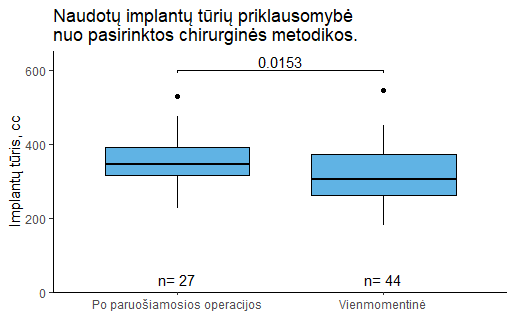 Naudotų implantų tūrių priklausomybė
nuo pasirinktos chirurginės metodikos.
0.0153
600
400
200
0
Implantų tūris, cc
n= 27
n= 44
Po paruošiamosios operacijos
Vienmomentinė